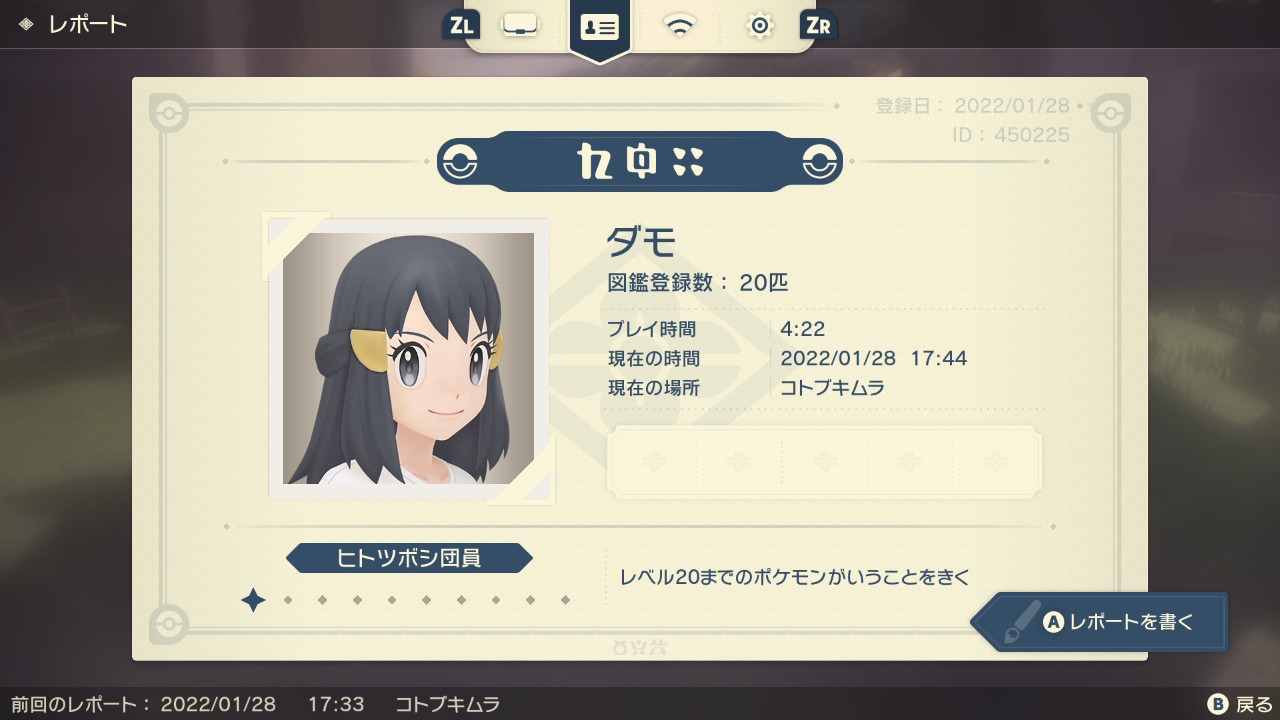 レポート
ZL
ZR
登録日： 2022/01/28
ID： 450225
ダモ
図鑑登録数： 20匹
プレイ時間 4:22
現在の時間 2022/01/28 17:44
現在の場所 コトブキムラ
ヒトツボシ団員
レベル20までのポケモンがいうことをきく
A レポートを書く
前回のレポート： 2022/01/28 17:33 コトブキムラ
B 戻る